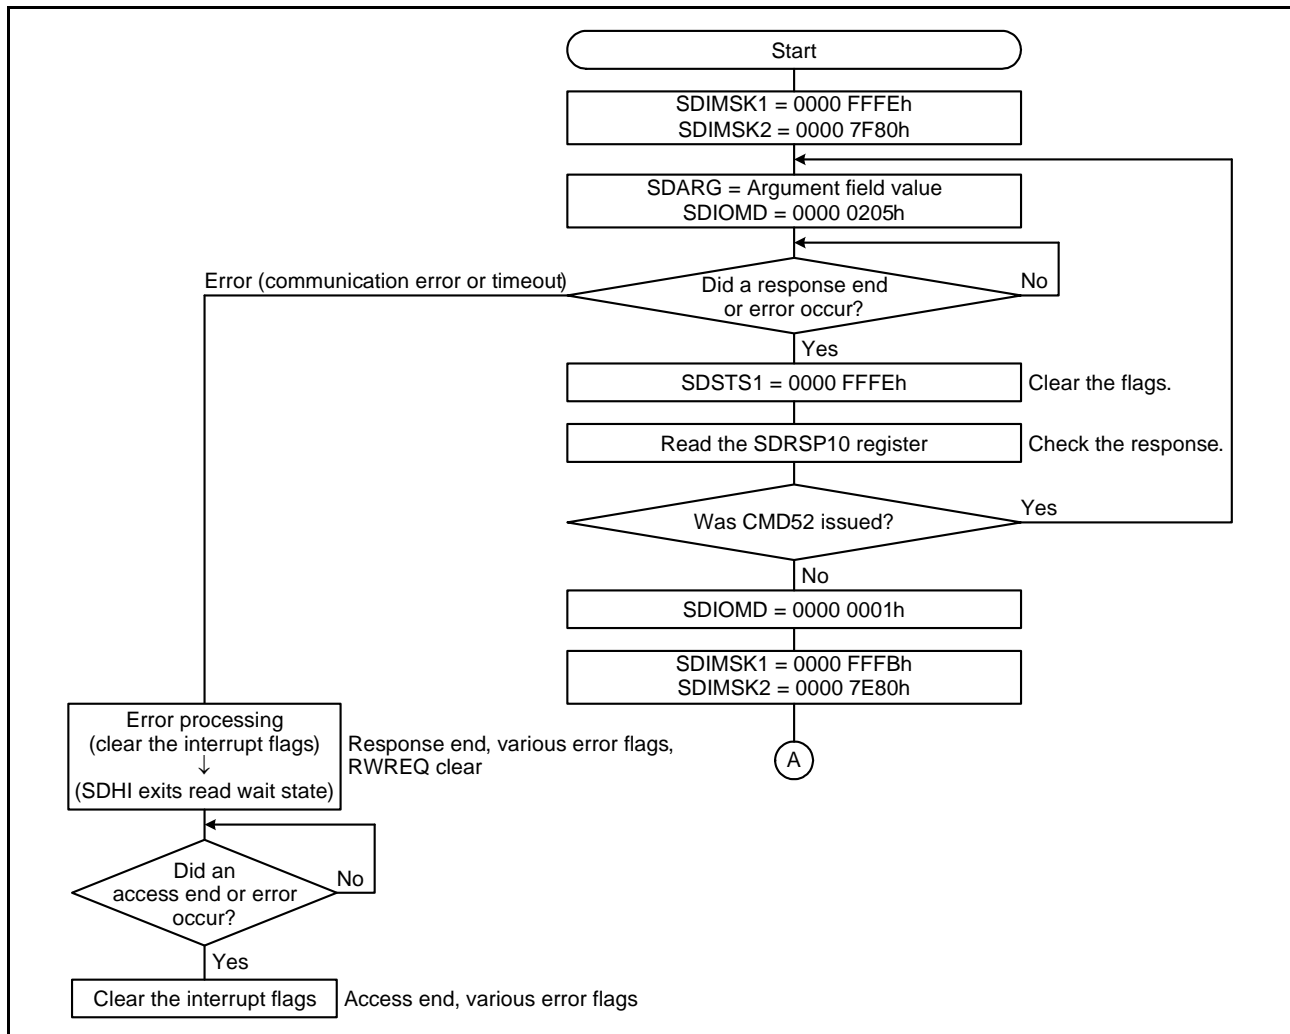 Start
SDIMSK1 = 0000 FFFEh
SDIMSK2 = 0000 7F80h
SDARG = Argument field value
SDIOMD = 0000 0205h
Error (communication error or timeout)
Did a response end
or error occur?
No
Yes
SDSTS1 = 0000 FFFEh
Clear the flags.
Read the SDRSP10 register
Check the response.
Was CMD52 issued?
Yes
No
SDIOMD = 0000 0001h
SDIMSK1 = 0000 FFFBh
SDIMSK2 = 0000 7E80h
A
Error processing
(clear the interrupt flags)
↓
(SDHI exits read wait state)
Response end, various error flags,
RWREQ clear
Did an
access end or error
occur?
No
Yes
Clear the interrupt flags
Access end, various error flags